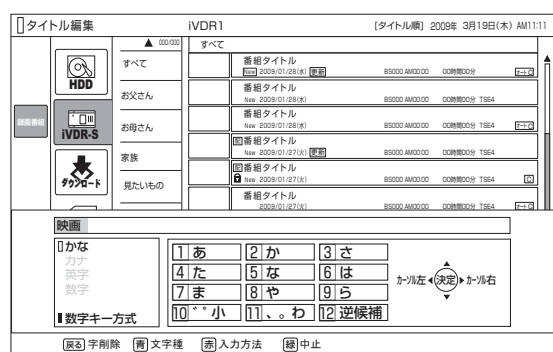 タイトル編集 iVDR1 [タイトル順] 2009年 3月19日(木) AM11:11
▲ 000/000 すべて
録画番組
HDD
iVDR-S
ダウンロード
すべて
お父さん
お母さん
家族
見たいもの
番組タイトル
New 2009/01/28(水) 更新 BS000 AM00:00 00時間00分
番組タイトル
New 2009/01/28(水) BS000 AM00:00 00時間00分 TSE4
番組タイトル
New 2009/01/28(水) BS000 AM00:00 00時間00分 TSE4
番組タイトル
New 2009/01/27(火) 更新 BS000 AM00:00 00時間00分 TSE4
番組タイトル
New 2009/01/27(火) BS000 AM00:00 00時間00分 TSE4
番組タイトル
2009/01/27(火) BS000 AM00:00 00時間00分 TSE4
映画
かな
カナ
英字
数字
数字キー方式
1 あ 2 か 3 さ
4 た 5 な 6 は
7 ま 8 や 9 ら
10 ゛゜小 11 、。わ 12 逆候補
カーソル左 決定 カーソル右
戻る 字削除 青 文字種 赤 入力方法 緑 中止